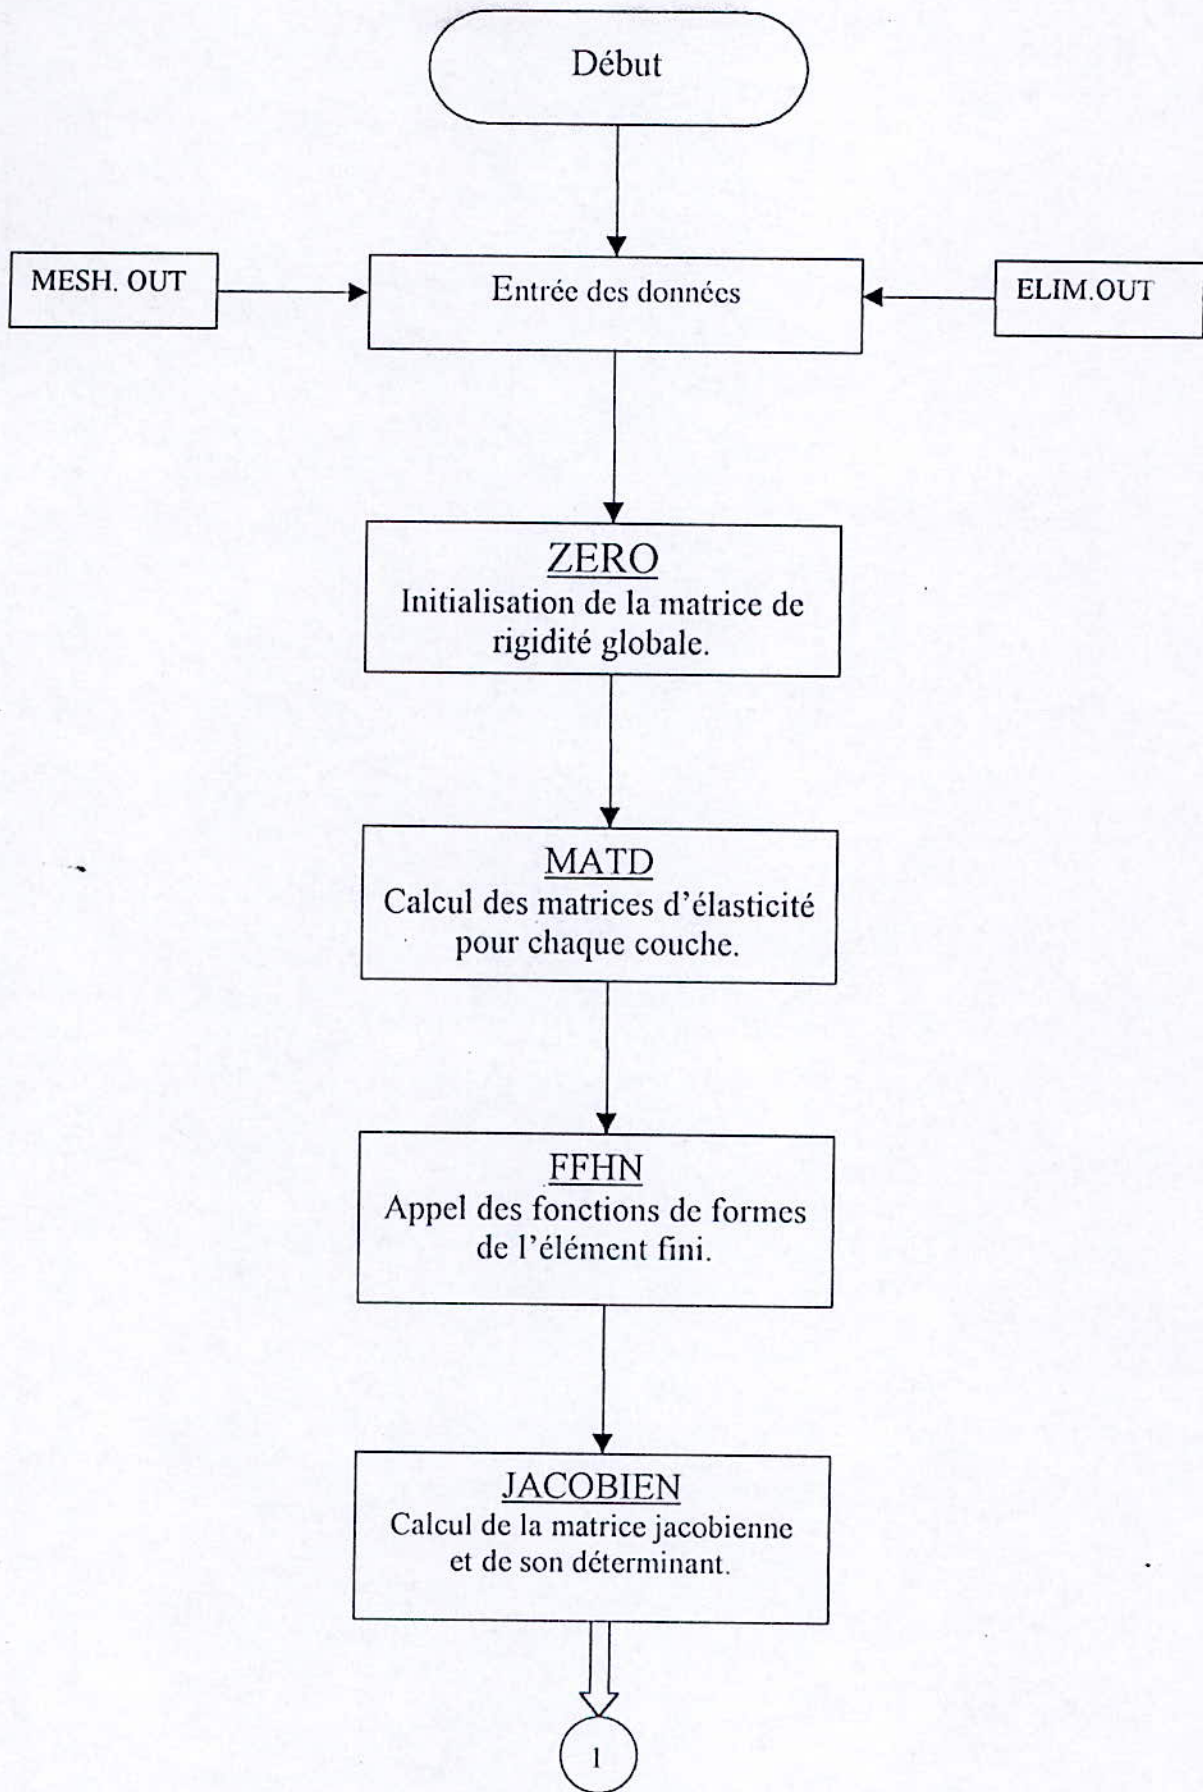 Début
MESH. OUT
Entrée des données
ELIM.OUT
ZERO
Initialisation de la matrice de
rigidité globale.
MATD
Calcul des matrices d'élasticité
pour chaque couche.
FFHN
Appel des fonctions de formes
de l'élément fini.
JACOBIEN
Calcul de la matrice jacobienne
et de son déterminant.
1